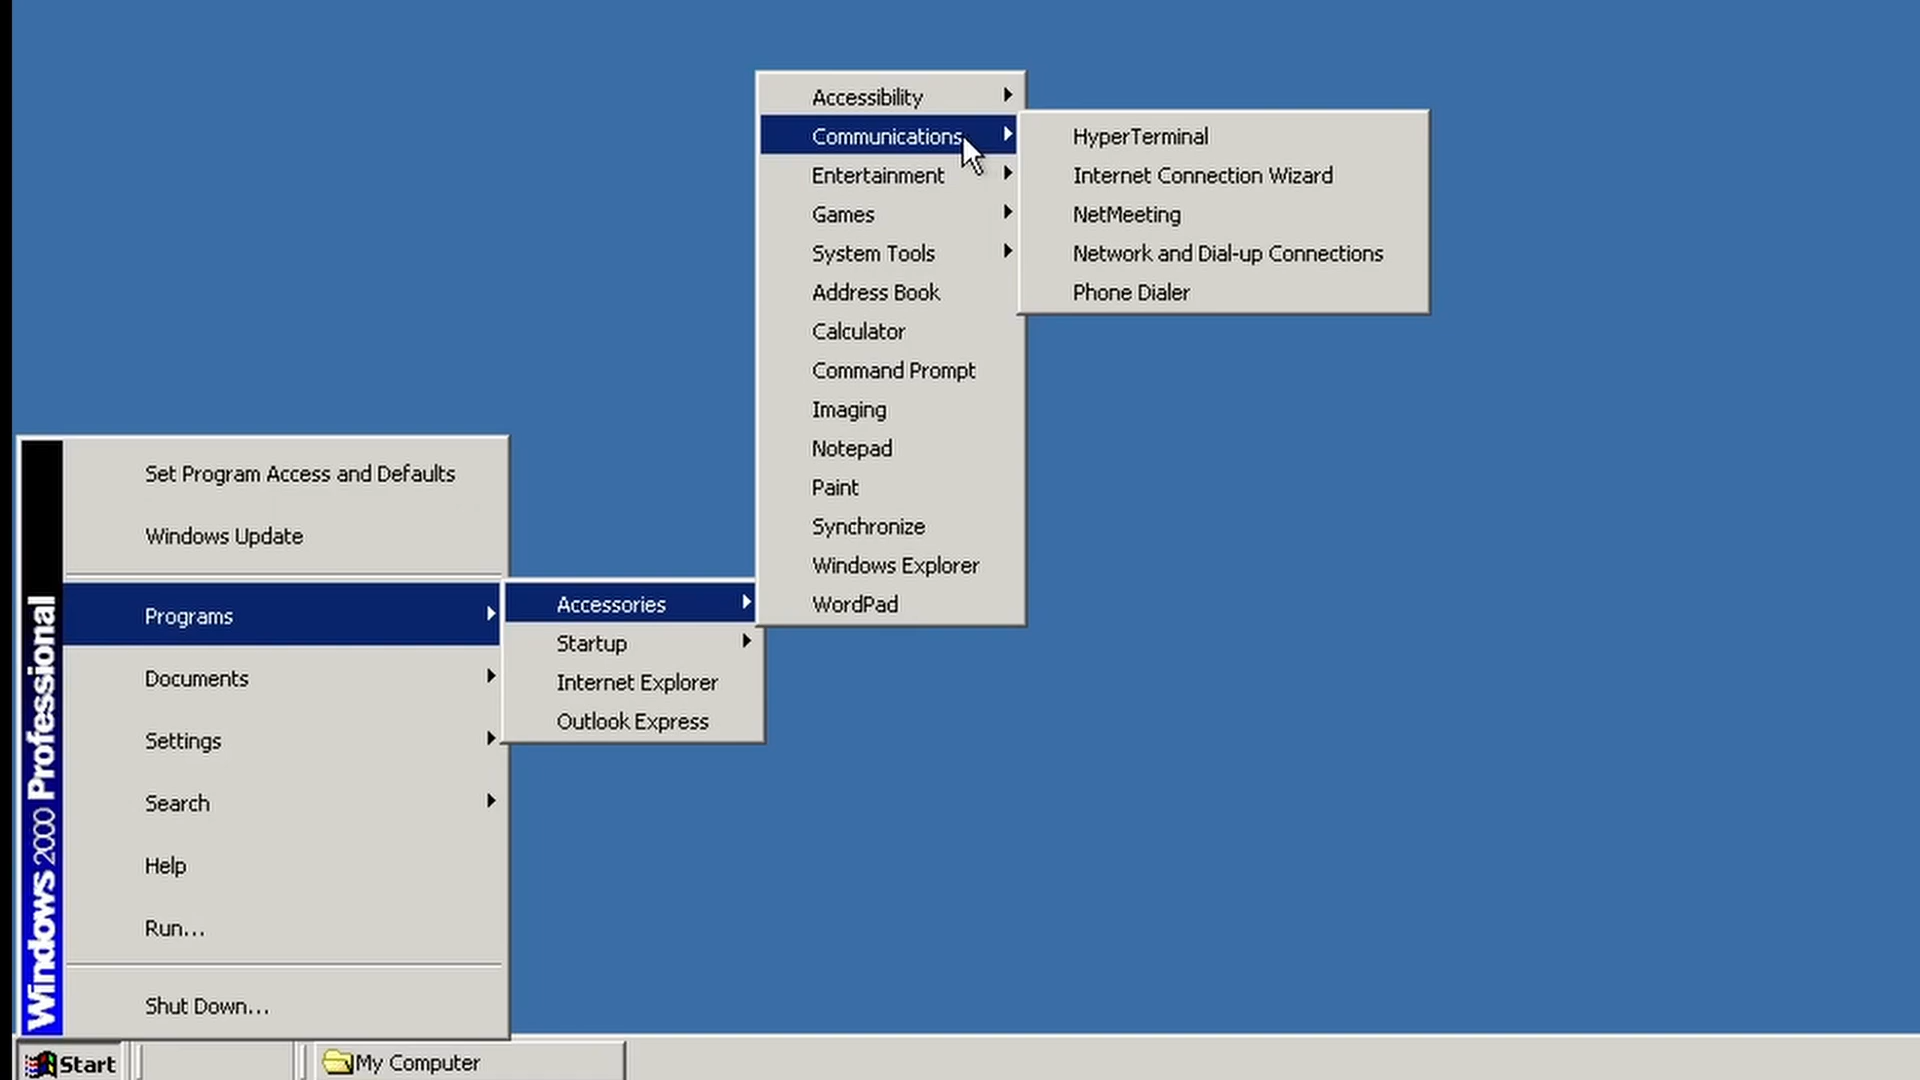 Accessibility
Communications
Entertainment
Games
System Tools
Address Book
Calculator
Command Prompt
Imaging
Notepad
Paint
Synchronize
Windows Explorer
WordPad
HyperTerminal
Internet Connection Wizard
NetMeeting
Network and Dial-up Connections
Phone Dialer
Set Program Access and Defaults
Windows Update
Programs
Documents
Settings
Search
Help
Run...
Shut Down...
Accessories
Startup
Internet Explorer
Outlook Express
Windows 2000 Professional
Start
My Computer